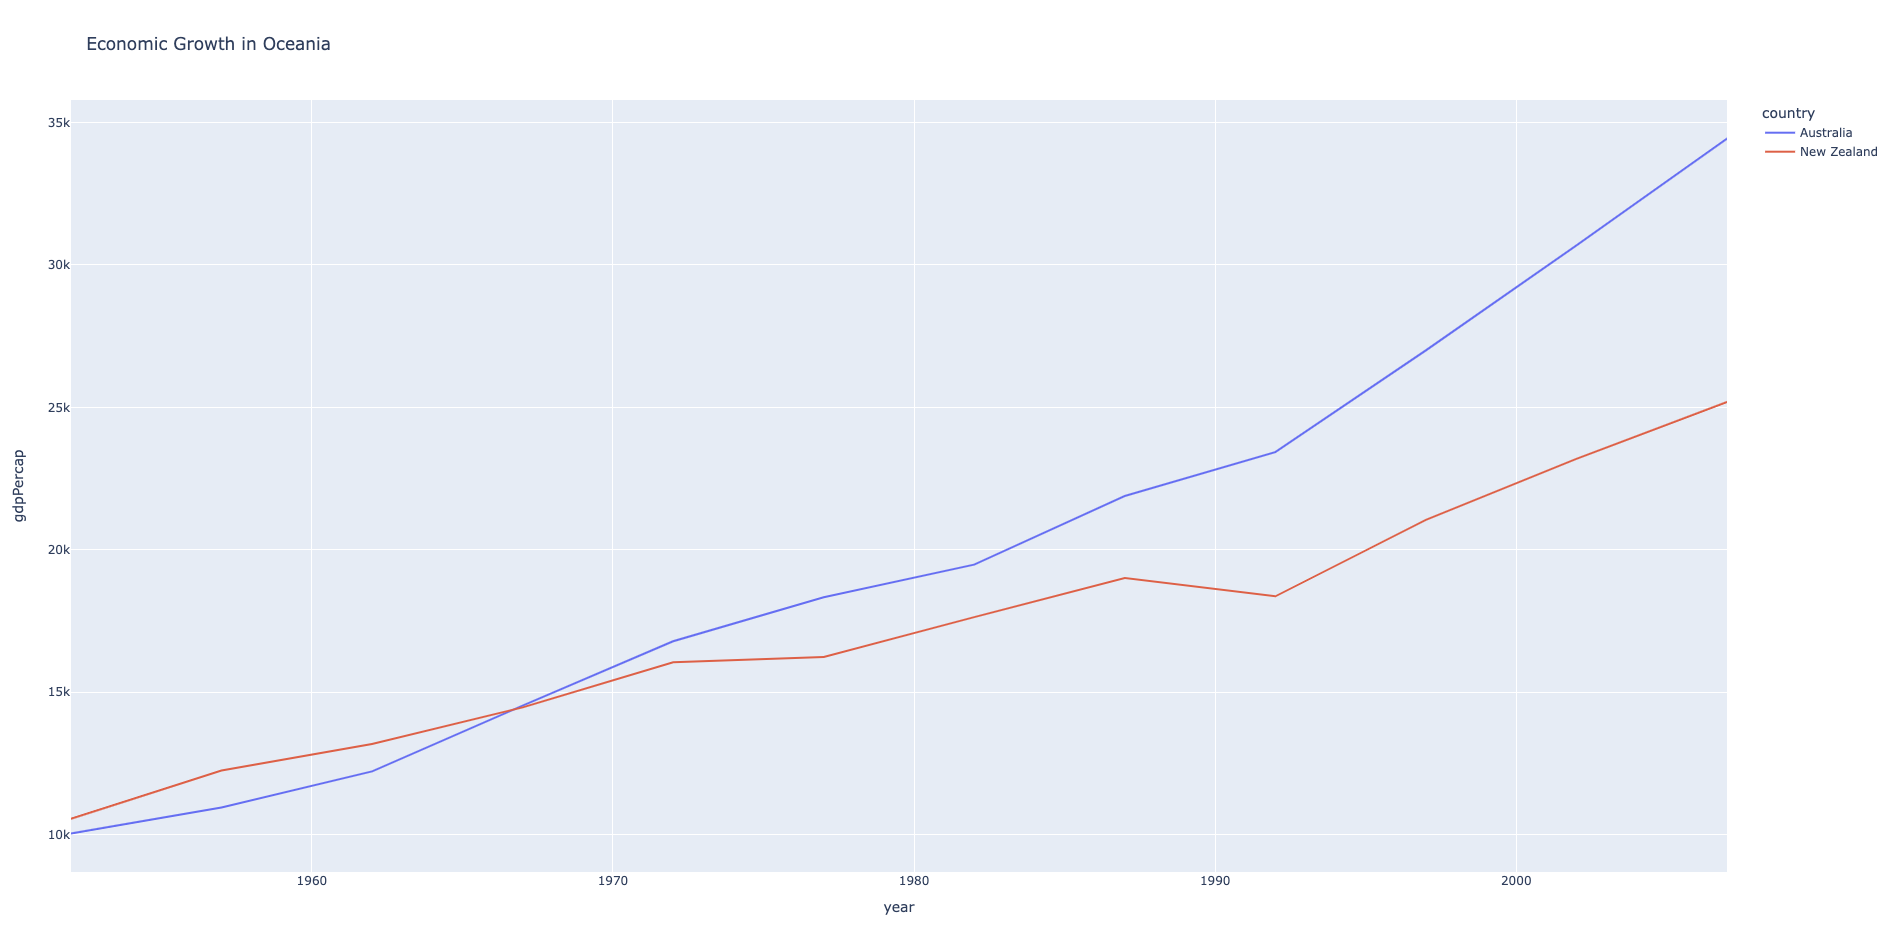 Economic Growth in Oceania
country
Australia
New Zealand
35k
30k
25k
20k
15k
10k
gdpPercap
1960 1970 1980 1990 2000
year